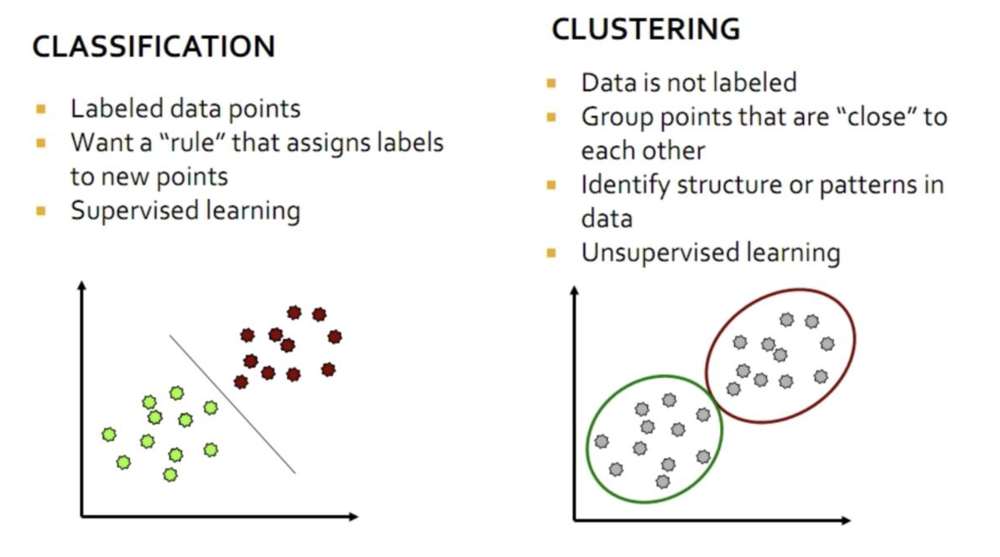 CLASSIFICATION
Labeled data points
Want a “rule” that assigns labels
to new points
Supervised learning
CLUSTERING
Data is not labeled
Group points that are “close” to
each other
Identify structure or patterns in
data
Unsupervised learning